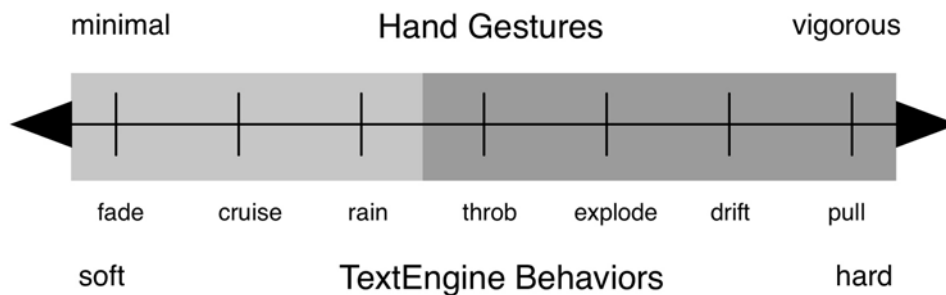 minimal Hand Gestures vigorous
fade cruise rain throb explode drift pull
soft TextEngine Behaviors hard